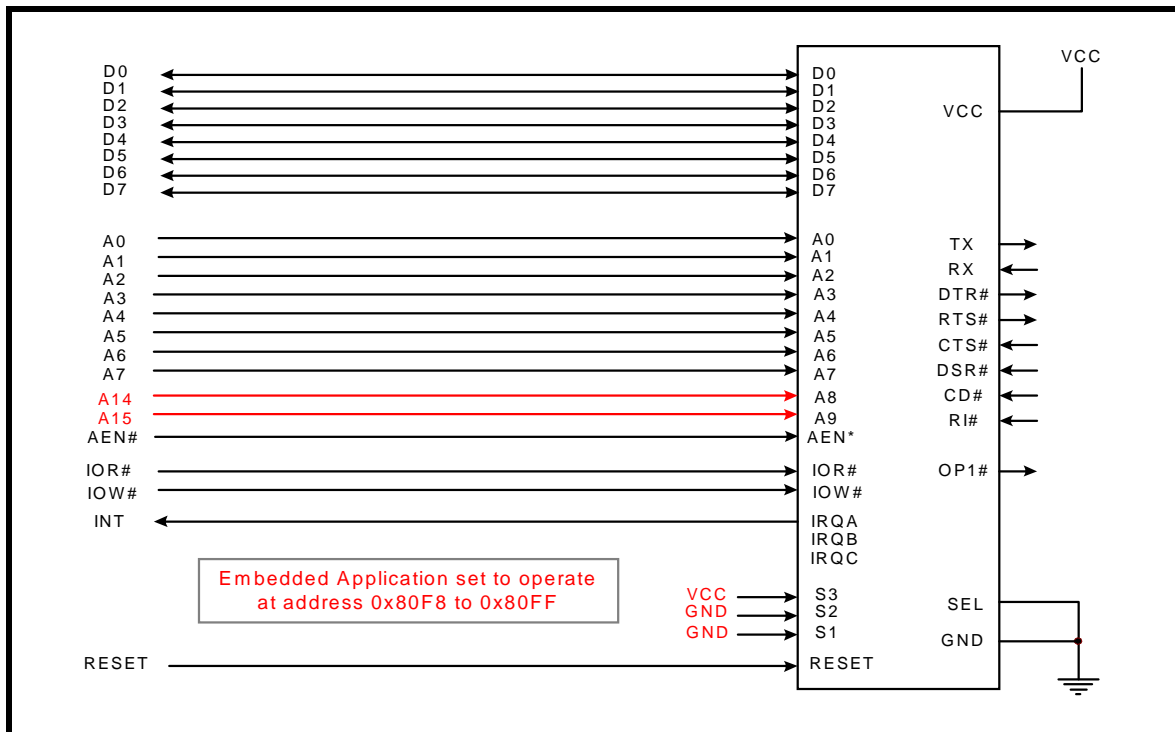 VCC
D0 D0
D1 D1
D2 D2
D3 D3
D4 D4
D5 D5
D6 D6
D7 D7
VCC
A0 A0
A1 A1
A2 A2
A3 A3
A4 A4
A5 A5
A6 A6
A7 A7
A14 A8
A15 A9
AEN# AEN*
TX
RX
DTR#
RTS#
CTS#
DSR#
CD#
RI#
IOR# IOR# OP1#
IOW# IOW#
INT IRQA
IRQB
IRQC
Embedded Application set to operate
at address 0x80F8 to 0x80FF
VCC S3
GND S2
GND S1
SEL
GND
RESET RESET